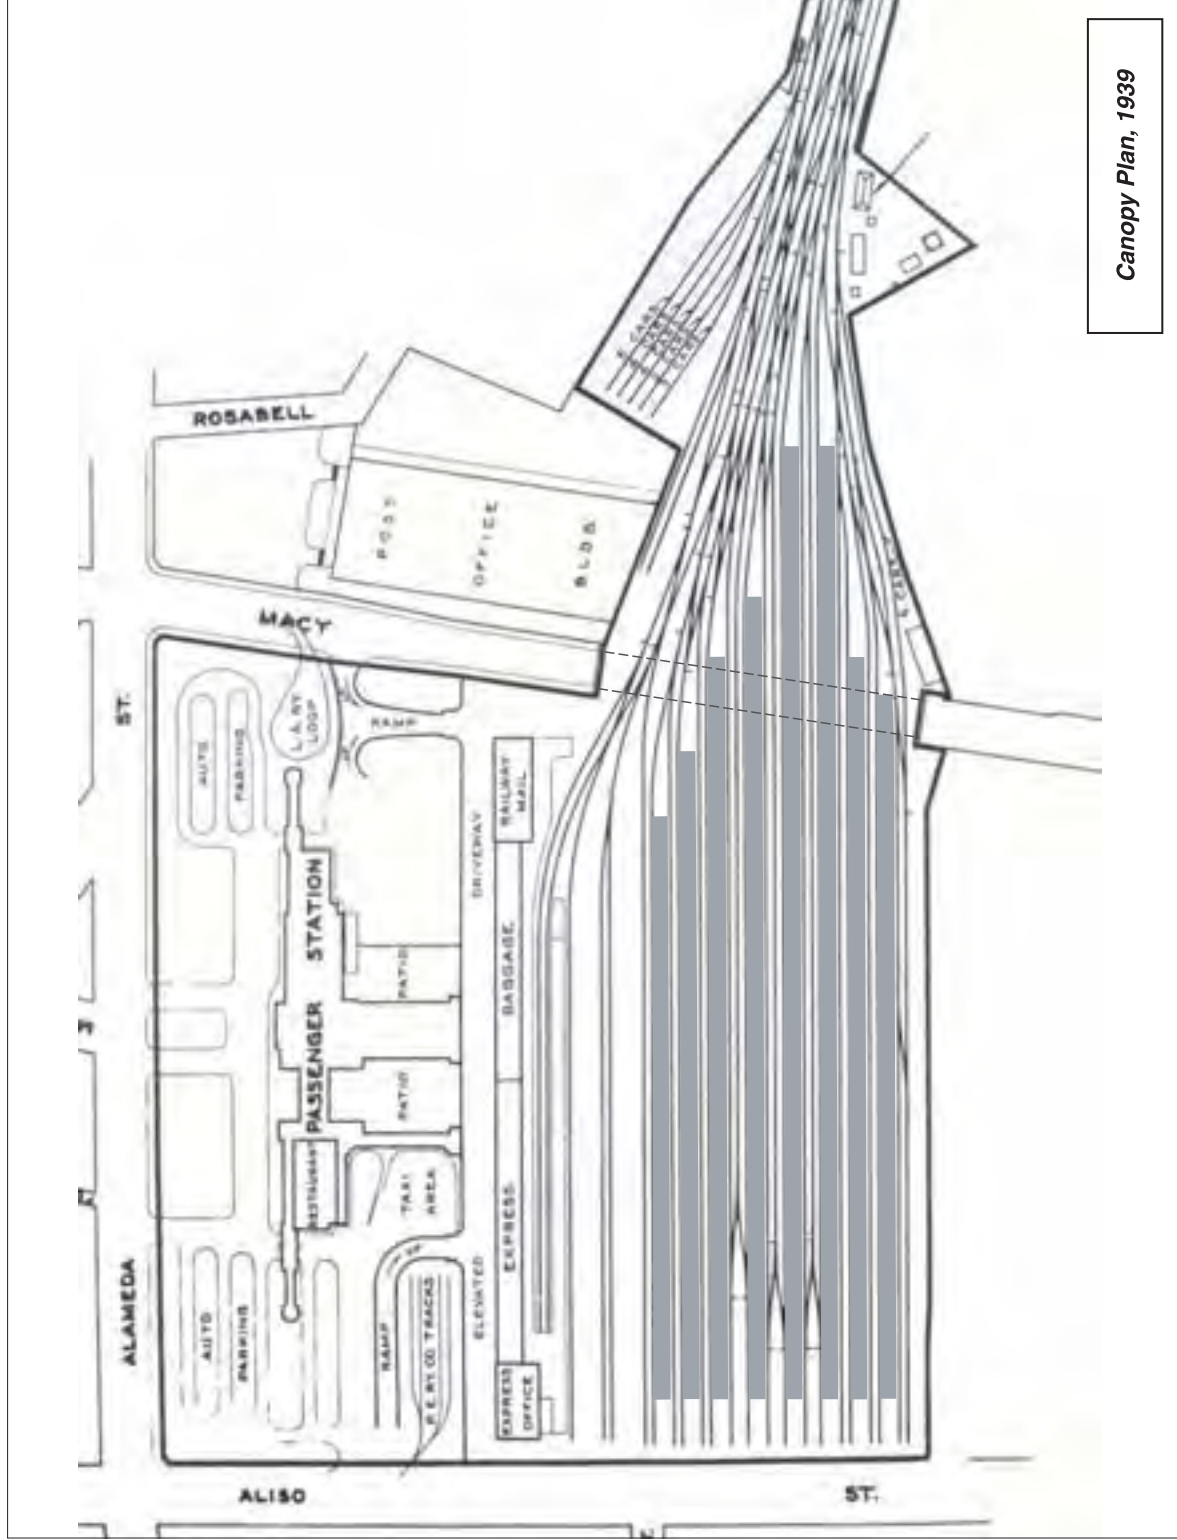 Canopy Plan, 1939
ROSABELL
POST
OFFICE
BLDG.
MACY
ST.
L.A. RY.
LOOP
RAMP
AUTO
PARKING
RAILWAY
MAIL
DRIVEWAY
BAGGAGE
PASSENGER STATION
PATIO
PATIO
RESTAURANT
TAXI
AREA
EXPRESS
ELEVATED
UP
RAMP
P. E. RY. CO. TRACKS
AUTO
PARKING
EXPRESS
OFFICE
ALAMEDA
ALISO
ST.